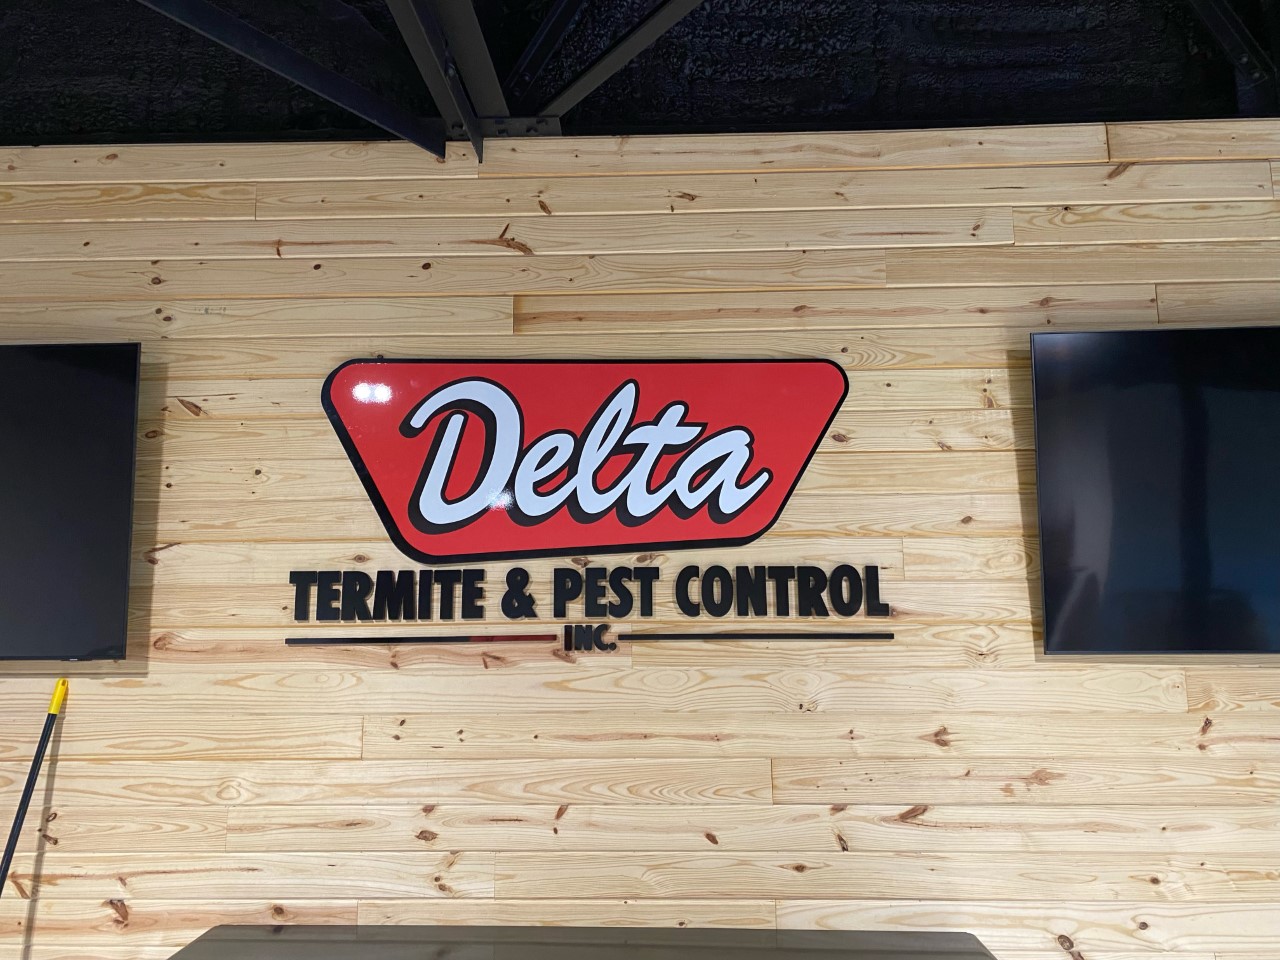 Delta
TERMITE & PEST CONTROL
INC.